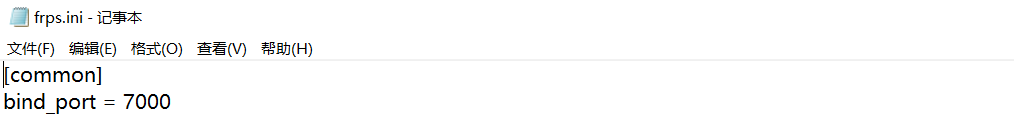 frps.ini - 记事本
文件(F) 编辑(E) 格式(O) 查看(V) 帮助(H)
[common]
bind_port = 7000